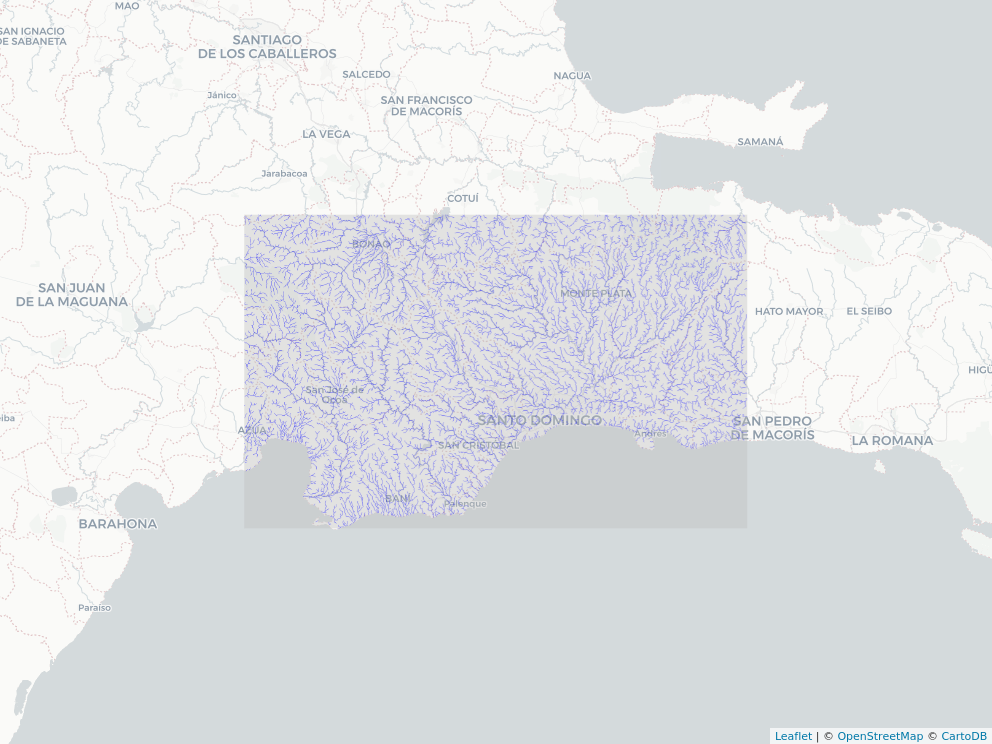 MAO
SAN IGNACIO
DE SABANETA
SANTIAGO
DE LOS CABALLEROS
SALCEDO
NAGUA
Jánico
SAN FRANCISCO
DE MACORÍS
LA VEGA
SAMANÁ
Jarabacoa
COTUÍ
BONAO
SAN JUAN
DE LA MAGUANA
MONTE PLATA
HATO MAYOR
EL SEIBO
San José de
Ocoa
SANTO DOMINGO
SAN PEDRO
DE MACORÍS
AZUA
Andrés
SAN CRISTÓBAL
LA ROMANA
BANÍ
Palenque
BARAHONA
Paraíso
Leaflet | © OpenStreetMap © CartoDB